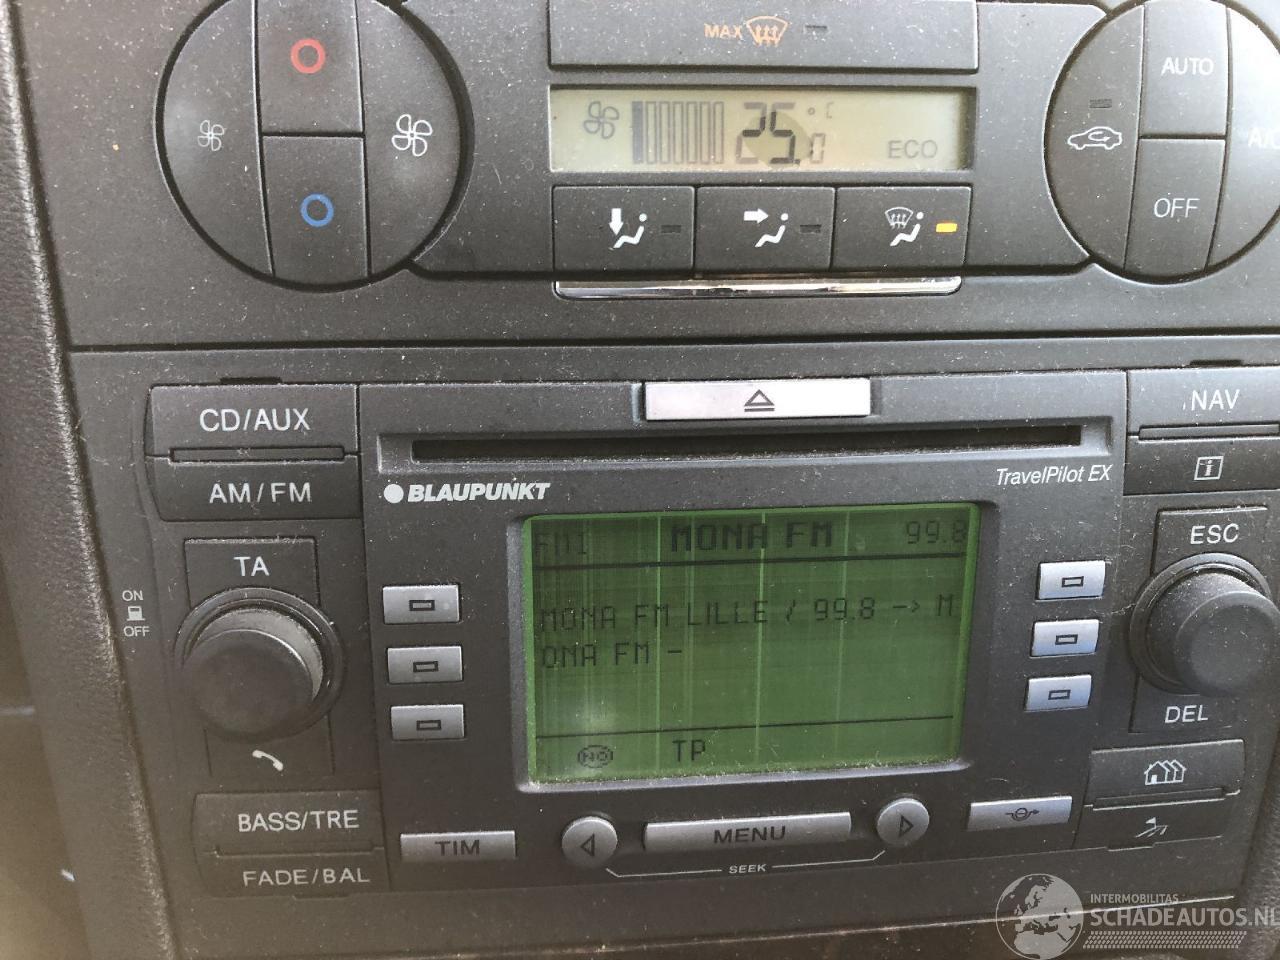 MAX
AUTO
25.0 °C
ECO
A/C
OFF
CD/AUX
NAV
AM/FM
BLAUPUNKT
TravelPilot EX
i
FM1 MONA FM 99.8
TA
ESC
ON
OFF
MONA FM LILLE / 99.8 -> M
ONA FM -
DEL
NO TP
BASS/TRE
TIM
MENU
FADE/BAL
SEEK
INTERMOBILITAS
SCHADEAUTOS.NL